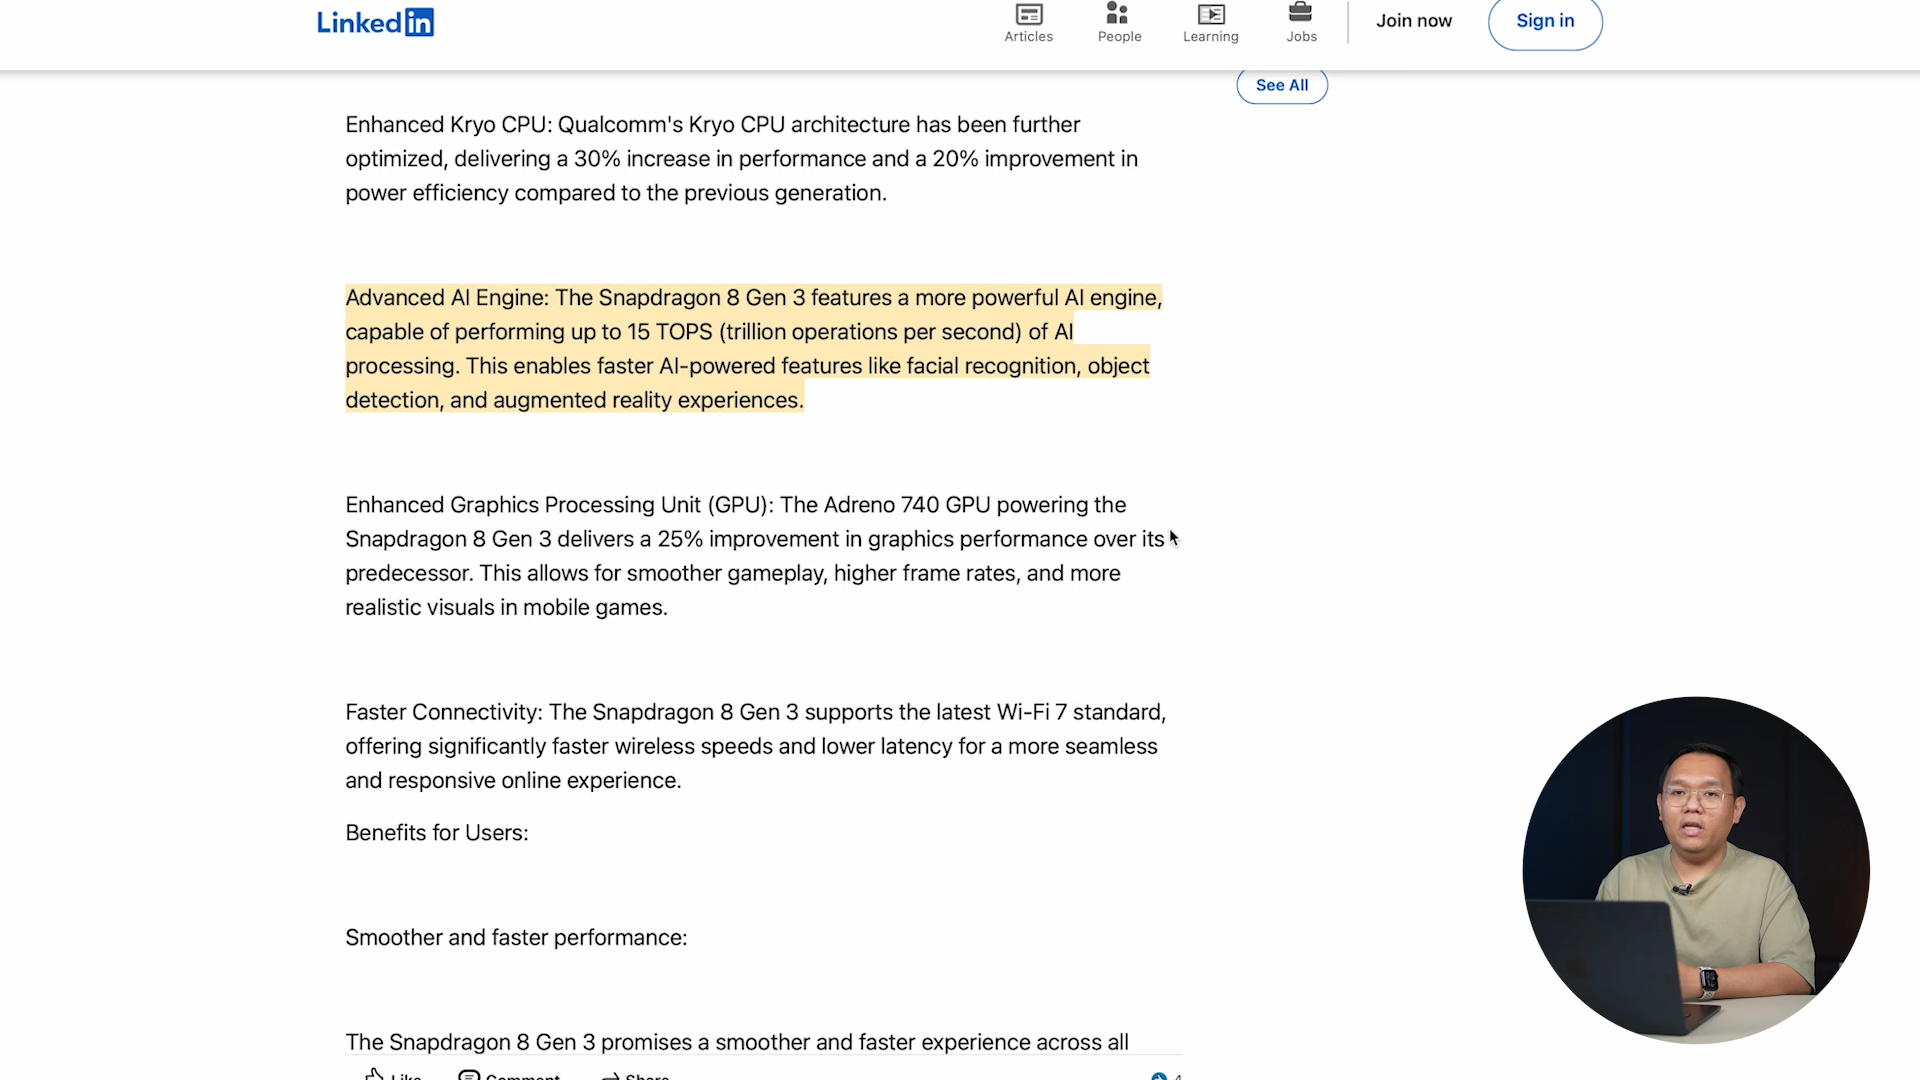 LinkedIn
Articles
People
Learning
Jobs
Join now
Sign in
See All
Enhanced Kryo CPU: Qualcomm's Kryo CPU architecture has been further
optimized, delivering a 30% increase in performance and a 20% improvement in
power efficiency compared to the previous generation.
Advanced AI Engine: The Snapdragon 8 Gen 3 features a more powerful AI engine,
capable of performing up to 15 TOPS (trillion operations per second) of AI
processing. This enables faster AI-powered features like facial recognition, object
detection, and augmented reality experiences.
Enhanced Graphics Processing Unit (GPU): The Adreno 740 GPU powering the
Snapdragon 8 Gen 3 delivers a 25% improvement in graphics performance over its
predecessor. This allows for smoother gameplay, higher frame rates, and more
realistic visuals in mobile games.
Faster Connectivity: The Snapdragon 8 Gen 3 supports the latest Wi-Fi 7 standard,
offering significantly faster wireless speeds and lower latency for a more seamless
and responsive online experience.
Benefits for Users:
Smoother and faster performance:
The Snapdragon 8 Gen 3 promises a smoother and faster experience across all
Like
Comment
Share
4